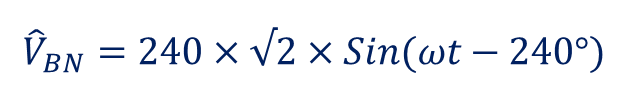 V̂_BN = 240 × √2 × Sin(ωt − 240°)